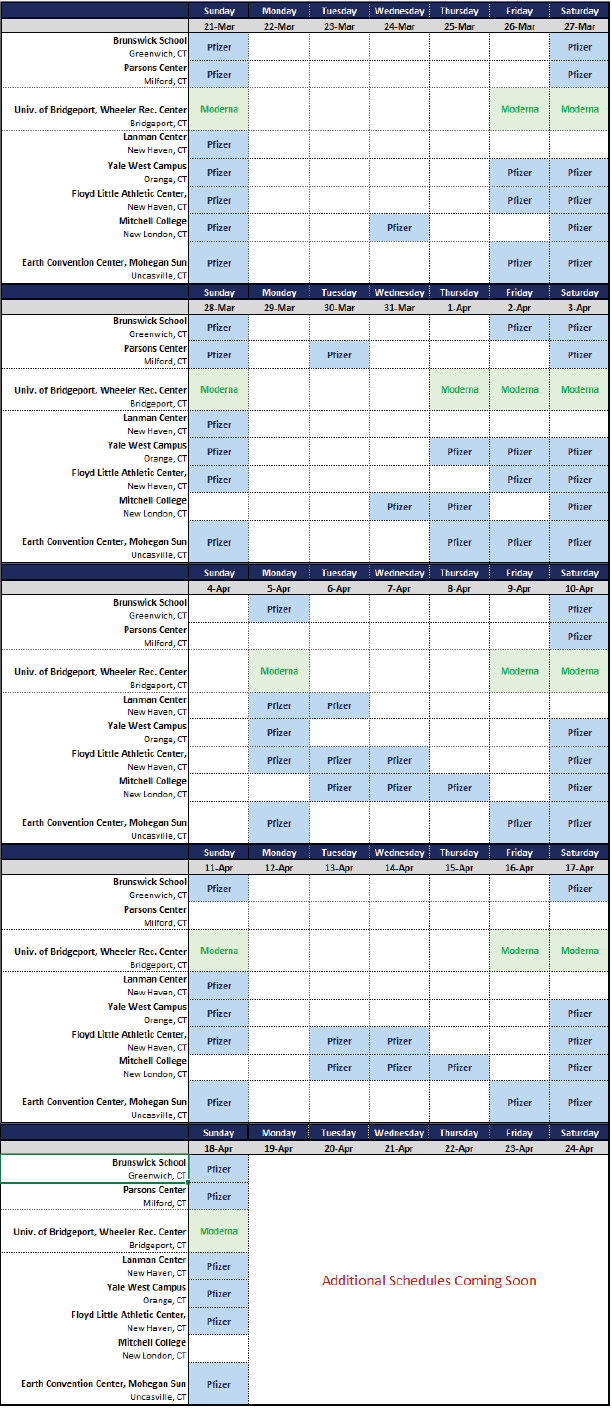 Sunday Monday Tuesday Wednesday Thursday Friday Saturday
21-Mar 22-Mar 23-Mar 24-Mar 25-Mar 26-Mar 27-Mar
Brunswick School
Greenwich, CT
Pfizer Pfizer
Parsons Center
Milford, CT
Pfizer Pfizer
Univ. of Bridgeport, Wheeler Rec. Center
Bridgeport, CT
Moderna Moderna Moderna
Lanman Center
New Haven, CT
Pfizer
Yale West Campus
Orange, CT
Pfizer Pfizer Pfizer
Floyd Little Athletic Center,
New Haven, CT
Pfizer Pfizer Pfizer
Mitchell College
New London, CT
Pfizer Pfizer Pfizer
Earth Convention Center, Mohegan Sun
Uncasville, CT
Pfizer Pfizer Pfizer
Sunday Monday Tuesday Wednesday Thursday Friday Saturday
28-Mar 29-Mar 30-Mar 31-Mar 1-Apr 2-Apr 3-Apr
Brunswick School
Greenwich, CT
Pfizer Pfizer Pfizer
Parsons Center
Milford, CT
Pfizer Pfizer Pfizer
Univ. of Bridgeport, Wheeler Rec. Center
Bridgeport, CT
Moderna Moderna Moderna Moderna
Lanman Center
New Haven, CT
Pfizer
Yale West Campus
Orange, CT
Pfizer Pfizer Pfizer Pfizer
Floyd Little Athletic Center,
New Haven, CT
Pfizer Pfizer Pfizer
Mitchell College
New London, CT
Pfizer Pfizer Pfizer
Earth Convention Center, Mohegan Sun
Uncasville, CT
Pfizer Pfizer Pfizer Pfizer
Sunday Monday Tuesday Wednesday Thursday Friday Saturday
4-Apr 5-Apr 6-Apr 7-Apr 8-Apr 9-Apr 10-Apr
Brunswick School
Greenwich, CT
Pfizer Pfizer
Parsons Center
Milford, CT
Pfizer
Univ. of Bridgeport, Wheeler Rec. Center
Bridgeport, CT
Moderna Moderna Moderna
Lanman Center
New Haven, CT
Pfizer Pfizer
Yale West Campus
Orange, CT
Pfizer Pfizer
Floyd Little Athletic Center,
New Haven, CT
Pfizer Pfizer Pfizer Pfizer
Mitchell College
New London, CT
Pfizer Pfizer Pfizer Pfizer
Earth Convention Center, Mohegan Sun
Uncasville, CT
Pfizer Pfizer Pfizer
Sunday Monday Tuesday Wednesday Thursday Friday Saturday
11-Apr 12-Apr 13-Apr 14-Apr 15-Apr 16-Apr 17-Apr
Brunswick School
Greenwich, CT
Pfizer Pfizer
Parsons Center
Milford, CT
Univ. of Bridgeport, Wheeler Rec. Center
Bridgeport, CT
Moderna Moderna Moderna
Lanman Center
New Haven, CT
Pfizer
Yale West Campus
Orange, CT
Pfizer Pfizer
Floyd Little Athletic Center,
New Haven, CT
Pfizer Pfizer Pfizer Pfizer
Mitchell College
New London, CT
Pfizer Pfizer Pfizer Pfizer
Earth Convention Center, Mohegan Sun
Uncasville, CT
Pfizer Pfizer Pfizer
Sunday Monday Tuesday Wednesday Thursday Friday Saturday
18-Apr 19-Apr 20-Apr 21-Apr 22-Apr 23-Apr 24-Apr
Brunswick School
Greenwich, CT
Pfizer
Parsons Center
Milford, CT
Pfizer
Univ. of Bridgeport, Wheeler Rec. Center
Bridgeport, CT
Moderna
Lanman Center
New Haven, CT
Pfizer
Yale West Campus
Orange, CT
Pfizer
Floyd Little Athletic Center,
New Haven, CT
Pfizer
Mitchell College
New London, CT
Earth Convention Center, Mohegan Sun
Uncasville, CT
Pfizer
Additional Schedules Coming Soon